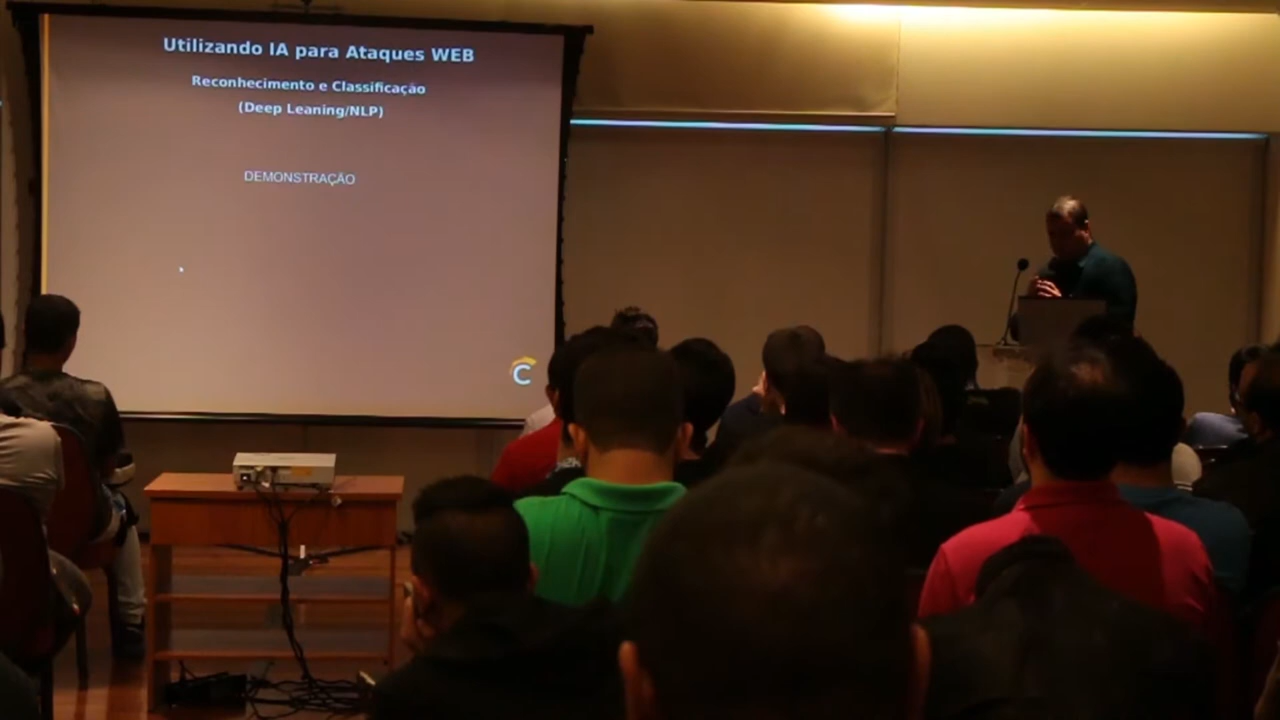 Utilizando IA para Ataques WEB
Reconhecimento e Classificação
(Deep Leaning/NLP)
DEMONSTRAÇÃO
C